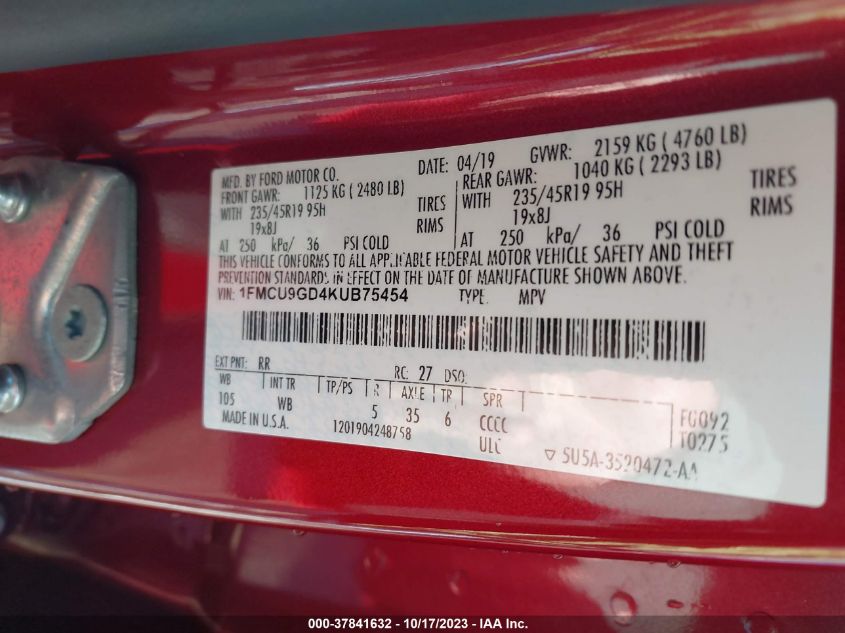 MFD. BY FORD MOTOR CO. DATE: 04/19 GVWR: 2159 KG ( 4760 LB)
FRONT GAWR: 1125 KG ( 2480 LB) REAR GAWR: 1040 KG ( 2293 LB)
WITH 235/45R19 95H TIRES WITH 235/45R19 95H TIRES
19x8J RIMS 19x8J RIMS
AT 250 kPa/ 36 PSI COLD AT 250 kPa/ 36 PSI COLD
THIS VEHICLE CONFORMS TO ALL APPLICABLE FEDERAL MOTOR VEHICLE SAFETY AND THEFT
PREVENTION STANDARDS IN EFFECT ON THE DATE OF MANUFACTURE SHOWN ABOVE.
VIN: 1FMCU9GD4KUB75454 TYPE: MPV
EXT PNT: RR RC: 27 DSO:
WB INT TR TP/PS R AXLE TR SPR
105 WB 5 35 6 CCCC
MADE IN U.S.A. 1201904248758 ULC
FG092
T0275
5U5A-3520472-AA
000-37841632 - 10/17/2023 - IAA Inc.